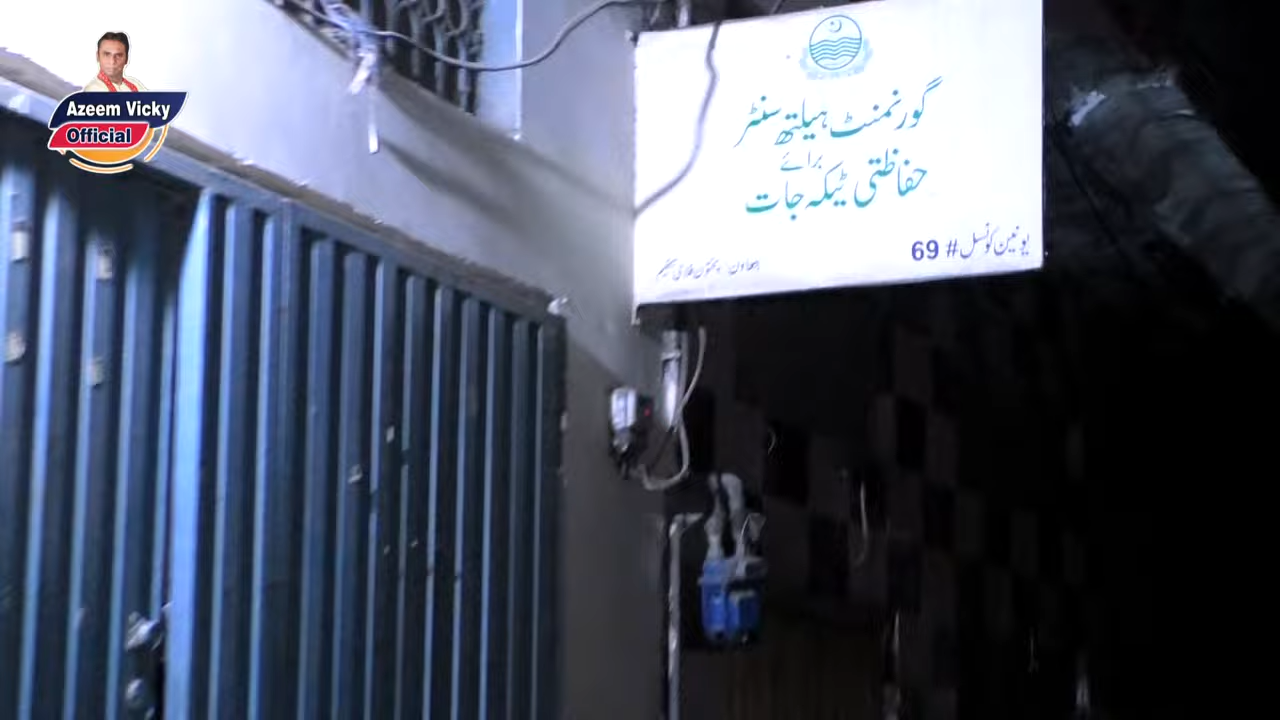 Azeem Vicky
Official
گورنمنٹ ہیلتھ سنٹر
برائے
حفاظتی ٹیکہ جات
یونین کونسل # 69